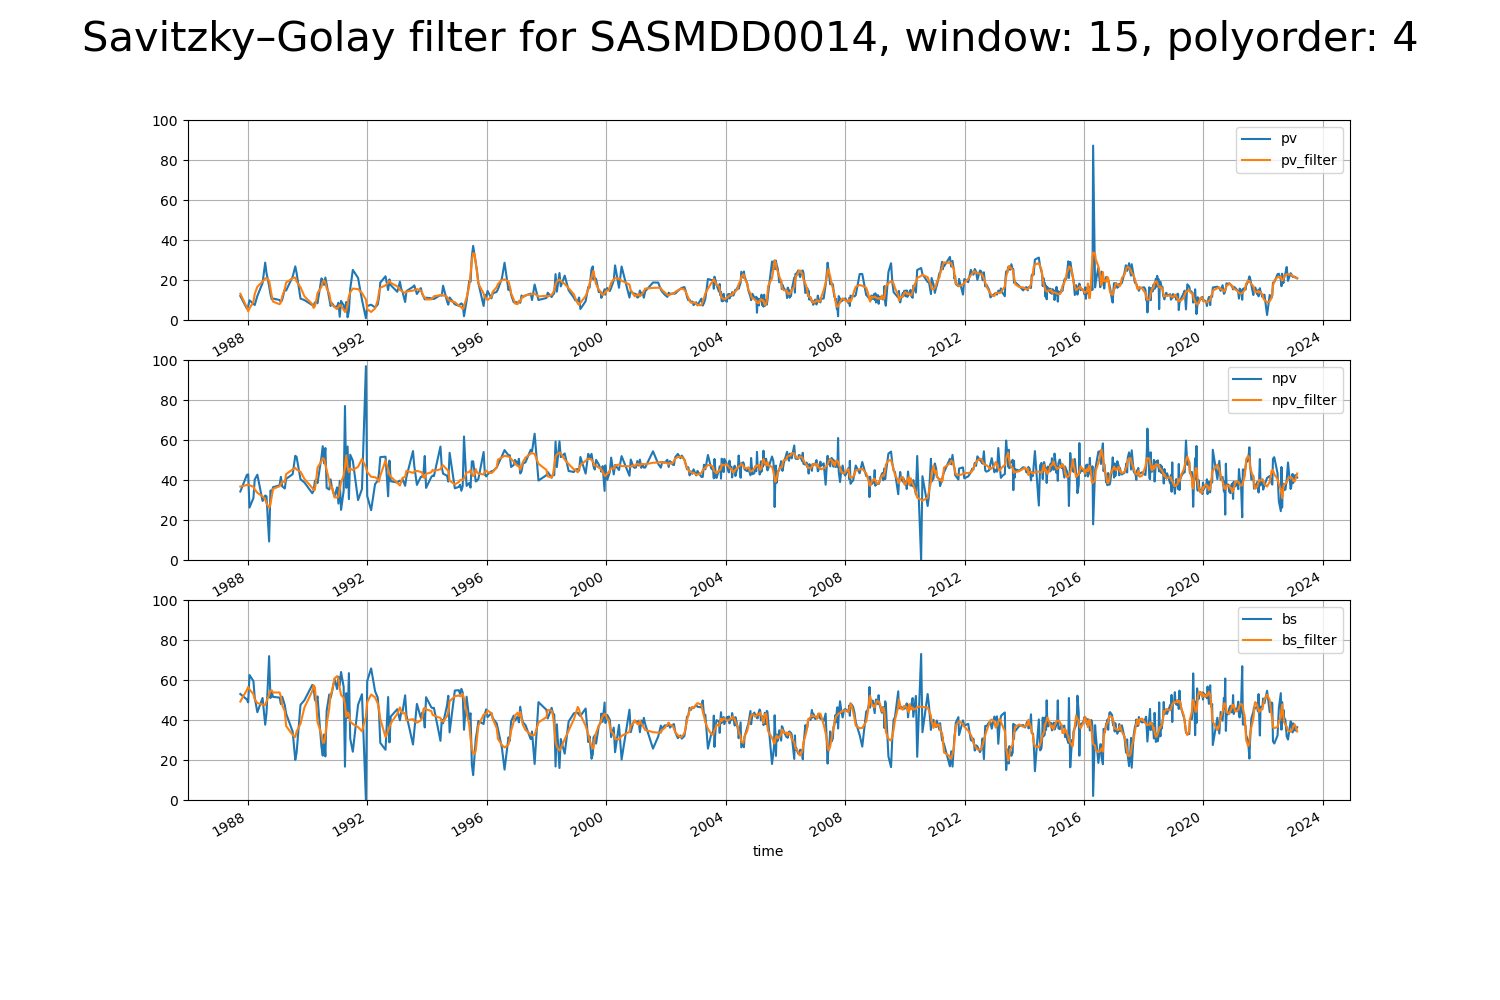 Savitzky–Golay filter for SASMDD0014, window: 15, polyorder: 4
100
80
60
40
20
0
pv
pv_filter
1988 1992 1996 2000 2004 2008 2012 2016 2020 2024
100
80
60
40
20
0
npv
npv_filter
1988 1992 1996 2000 2004 2008 2012 2016 2020 2024
100
80
60
40
20
0
bs
bs_filter
1988 1992 1996 2000 2004 2008 2012 2016 2020 2024
time